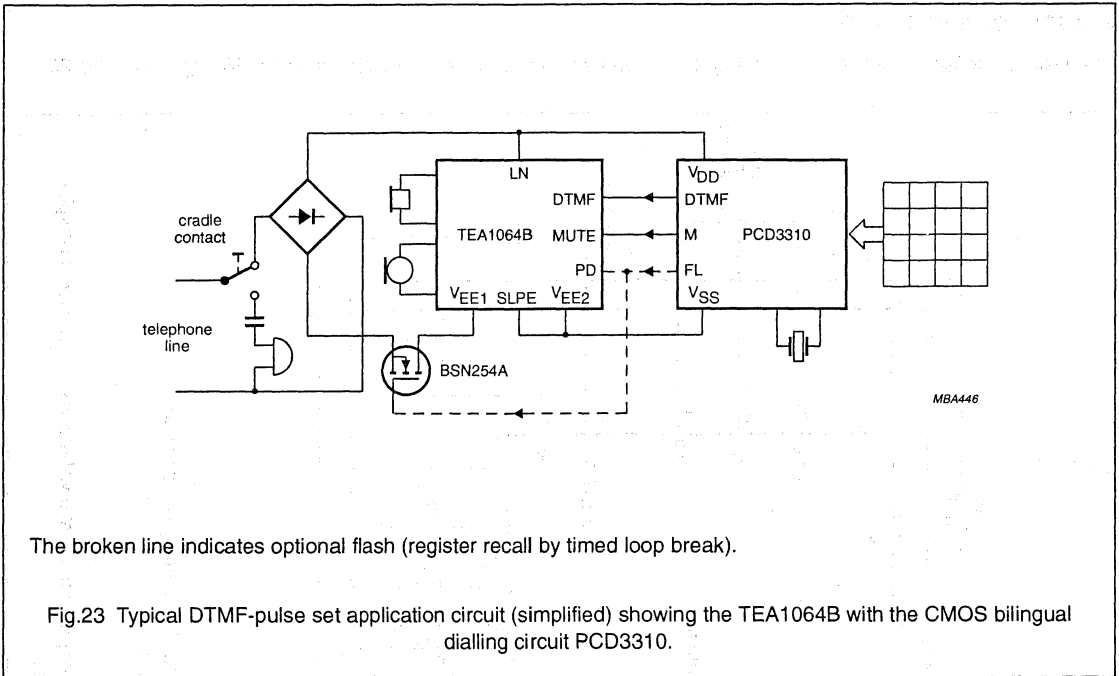 LN
V_DD
DTMF
DTMF
cradle
contact
TEA1064B
MUTE
M
PCD3310
PD
FL
V_EE1 SLPE V_EE2
V_SS
telephone
line
BSN254A
MBA446
The broken line indicates optional flash (register recall by timed loop break).
Fig.23 Typical DTMF-pulse set application circuit (simplified) showing the TEA1064B with the CMOS bilingual
dialling circuit PCD3310.